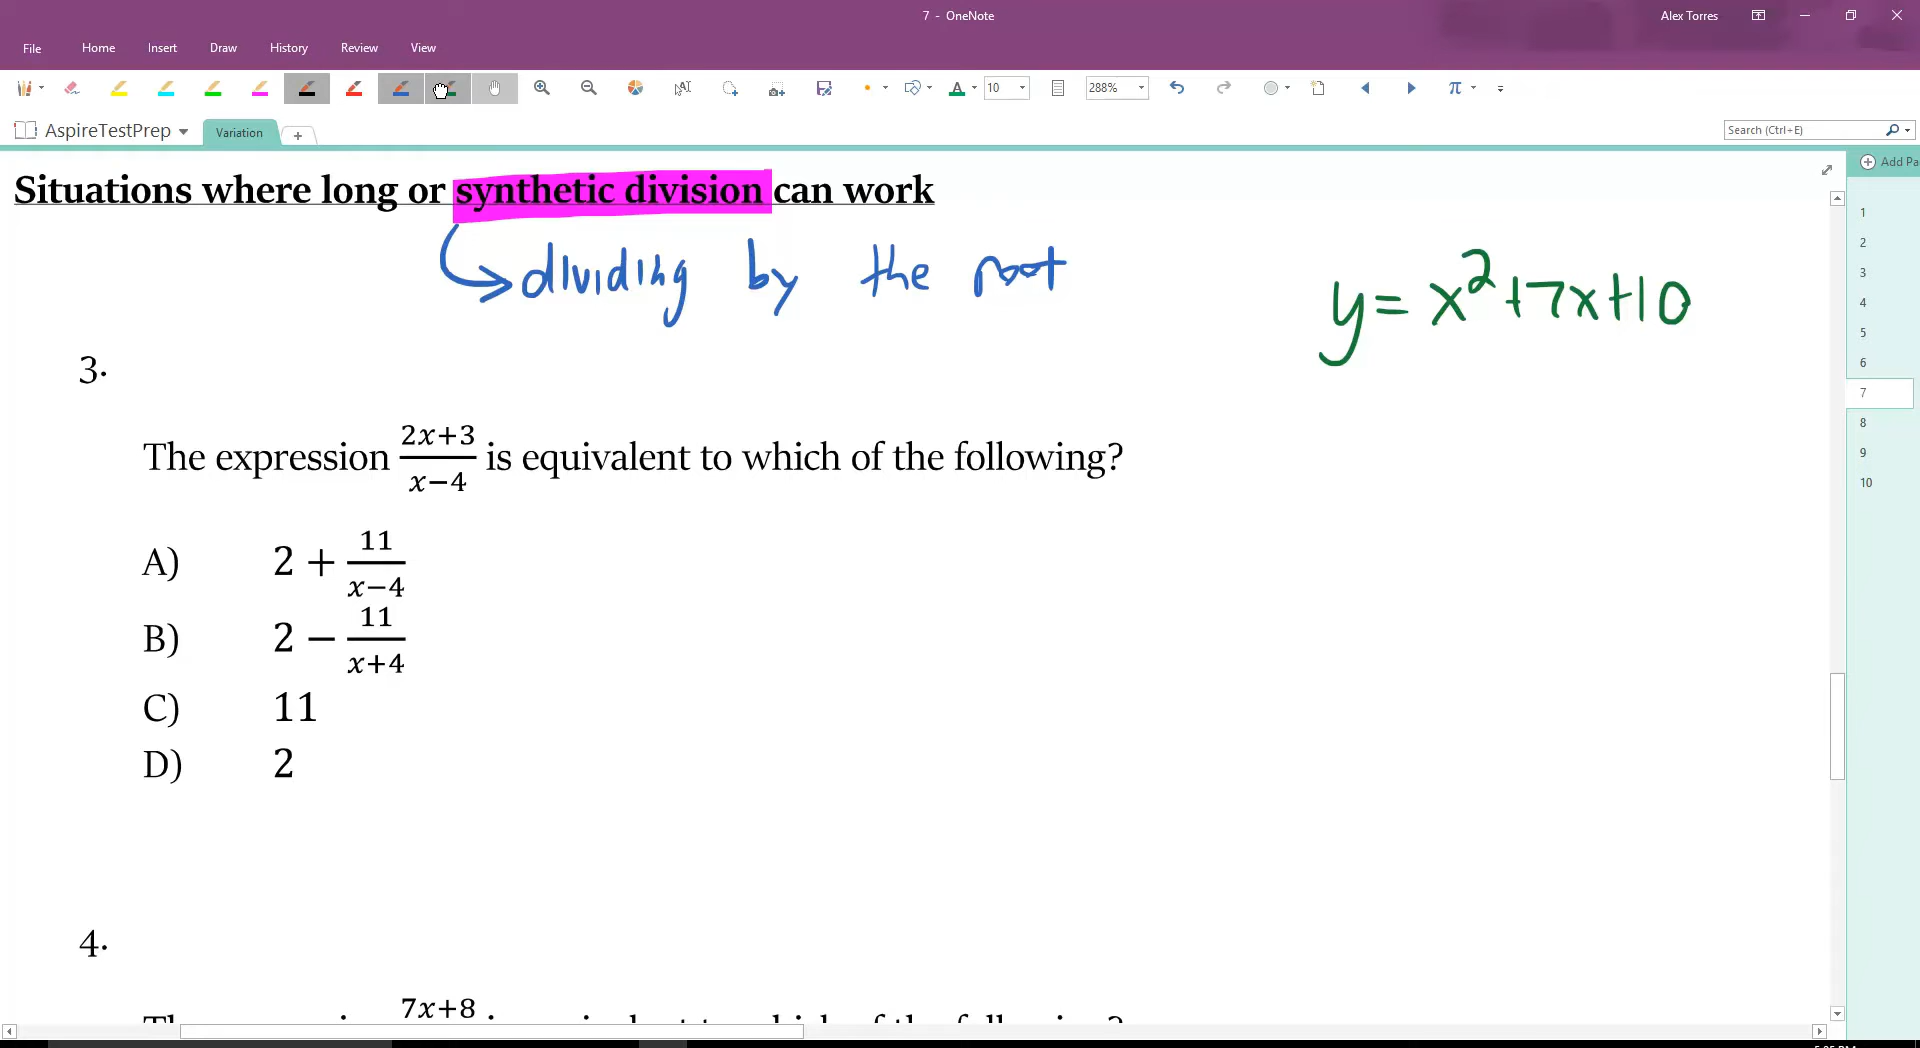 7 - OneNote
Alex Torres
File Home Insert Draw History Review View
10
288%
AspireTestPrep
Variation
Search (Ctrl+E)
Add Pa
Situations where long or synthetic division can work
dividing by the root
y = x² + 7x + 10
3.
The expression (2x+3)/(x−4) is equivalent to which of the following?
A) 2 + 11/(x−4)
B) 2 − 11/(x+4)
C) 11
D) 2
4.
7x+8
1
2
3
4
5
6
7
8
9
10